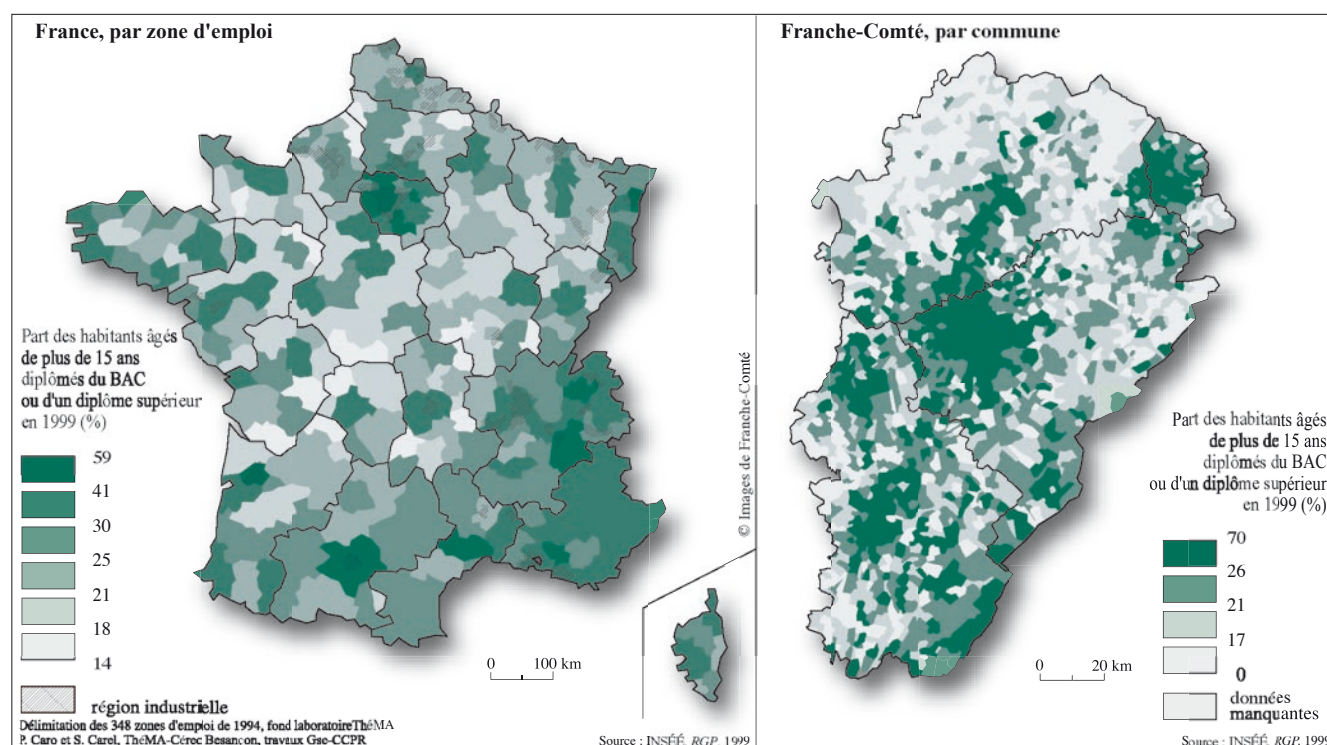 France, par zone d'emploi
Part des habitants âgés
de plus de 15 ans
diplômés du BAC
ou d'un diplôme supérieur
en 1999 (%)
59
41
30
25
21
18
14
région industrielle
Délimitation des 348 zones d'emploi de 1994, fond laboratoire ThéMA
P. Caro et S. Carel, ThéMA-Céreq Besançon, travaux Gse-CCPR
0 100 km
Source : INSÉÉ, RGP, 1999
© Images de Franche-Comté
Franche-Comté, par commune
Part des habitants âgés
de plus de 15 ans
diplômés du BAC
ou d'un diplôme supérieur
en 1999 (%)
70
26
21
17
0
données
manquantes
0 20 km
Source : INSÉÉ, RGP, 1999